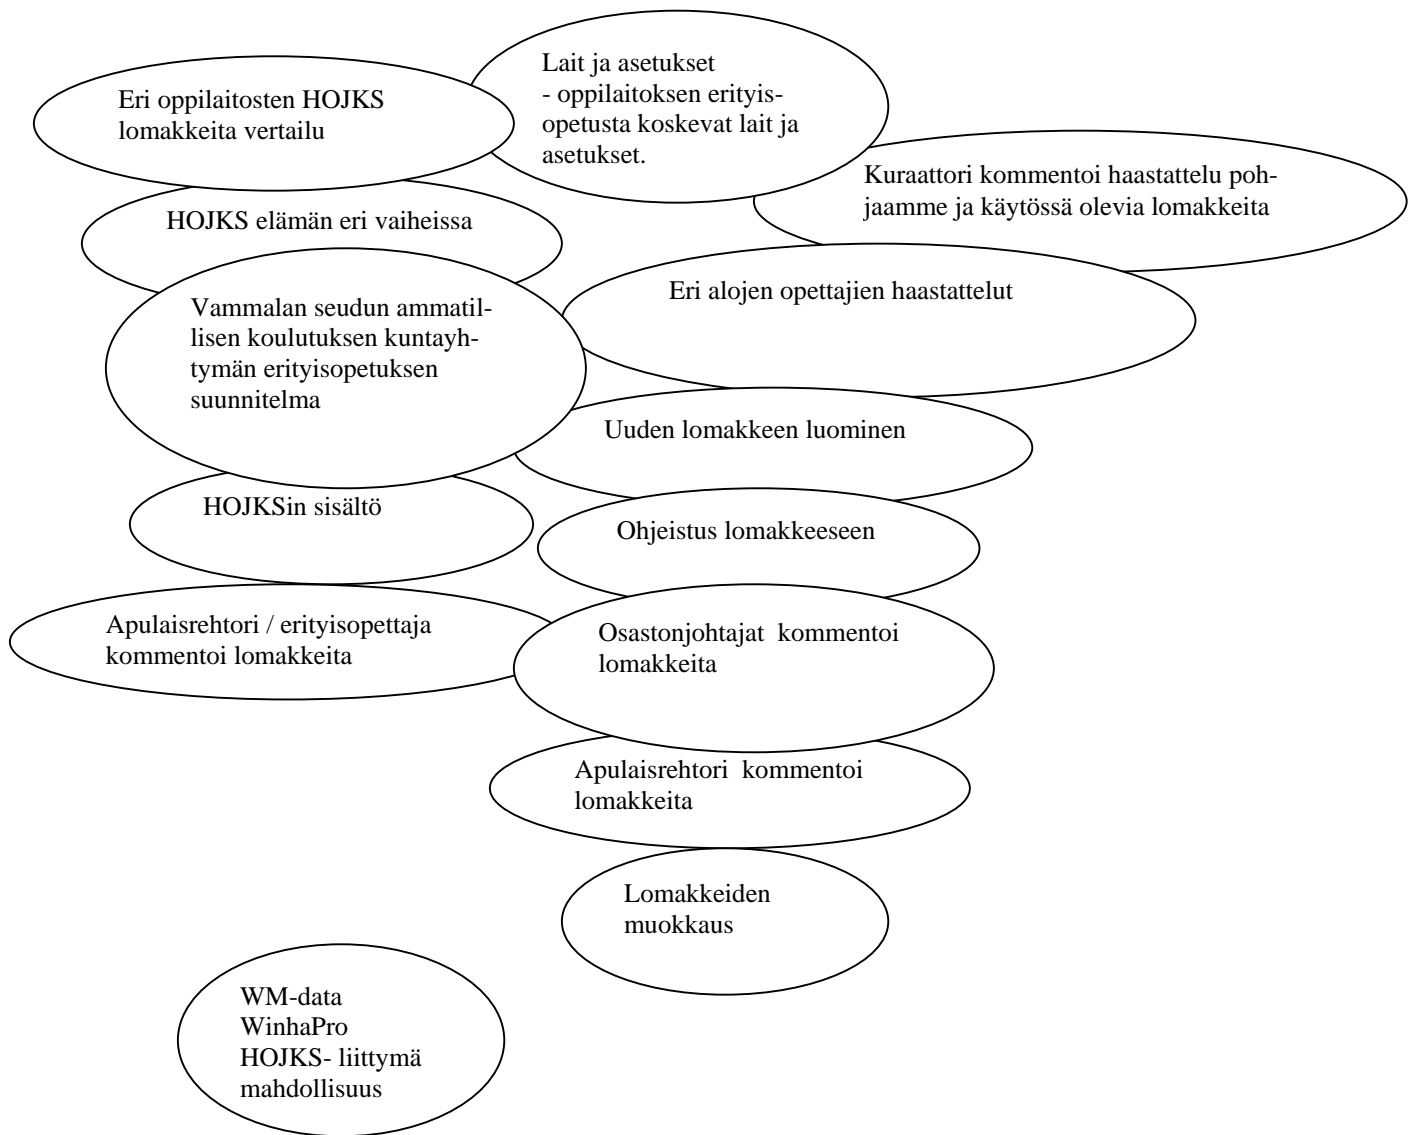 Lait ja asetukset
- oppilaitoksen erityis-
opetusta koskevat lait ja
asetukset.
Eri oppilaitosten HOJKS
lomakkeita vertailu
Kuraattori kommentoi haastattelu poh-
jaamme ja käytössä olevia lomakkeita
HOJKS elämän eri vaiheissa
Eri alojen opettajien haastattelut
Vammalan seudun ammatil-
lisen koulutuksen kuntayh-
tymän erityisopetuksen
suunnitelma
Uuden lomakkeen luominen
HOJKSin sisältö
Ohjeistus lomakkeeseen
Apulaisrehtori / erityisopettaja
kommentoi lomakkeita
Osastonjohtajat kommentoi
lomakkeita
Apulaisrehtori kommentoi
lomakkeita
Lomakkeiden
muokkaus
WM-data
WinhaPro
HOJKS- liittymä
mahdollisuus